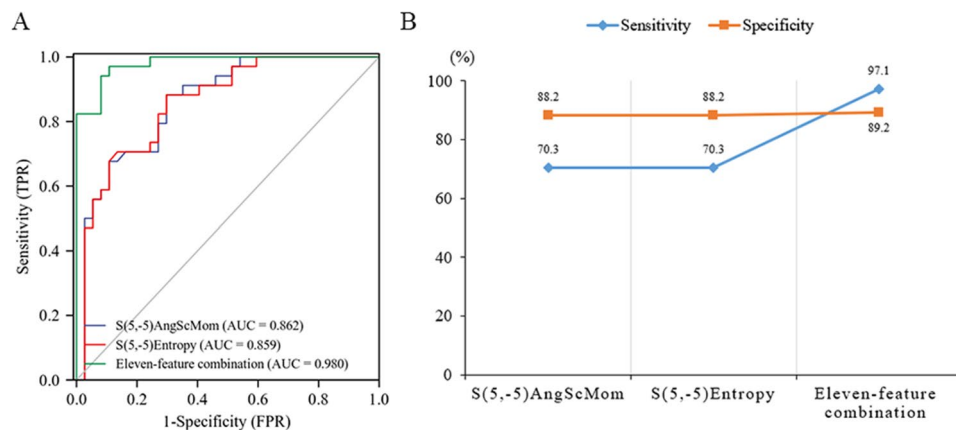 A
1.0
0.8
0.6
0.4
0.2
0.0
Sensitivity (TPR)
S(5,-5)AngScMom (AUC = 0.862)
S(5,-5)Entropy (AUC = 0.859)
Eleven-feature combination (AUC = 0.980)
0.0 0.2 0.4 0.6 0.8 1.0
1-Specificity (FPR)
B
Sensitivity Specificity
(%)
100
80
60
40
20
0
88.2 88.2 97.1
70.3 70.3 89.2
S(5,-5)AngScMom S(5,-5)Entropy Eleven-feature
combination